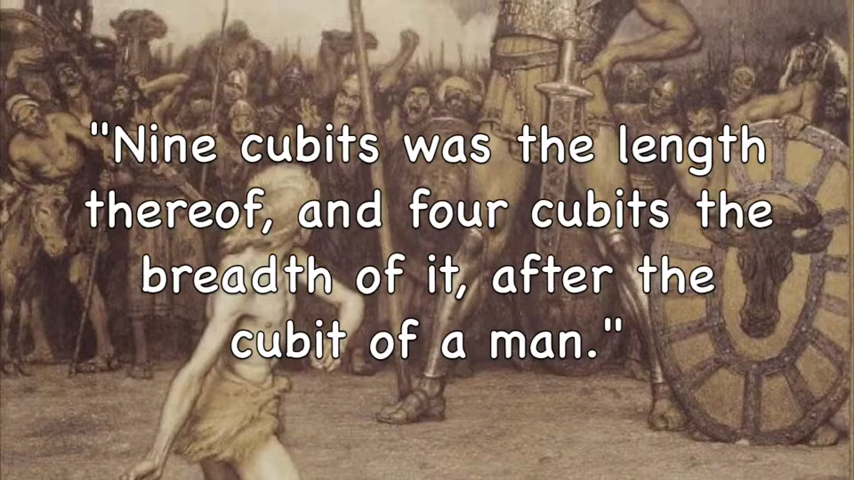 "Nine cubits was the length
thereof, and four cubits the
breadth of it, after the
cubit of a man."